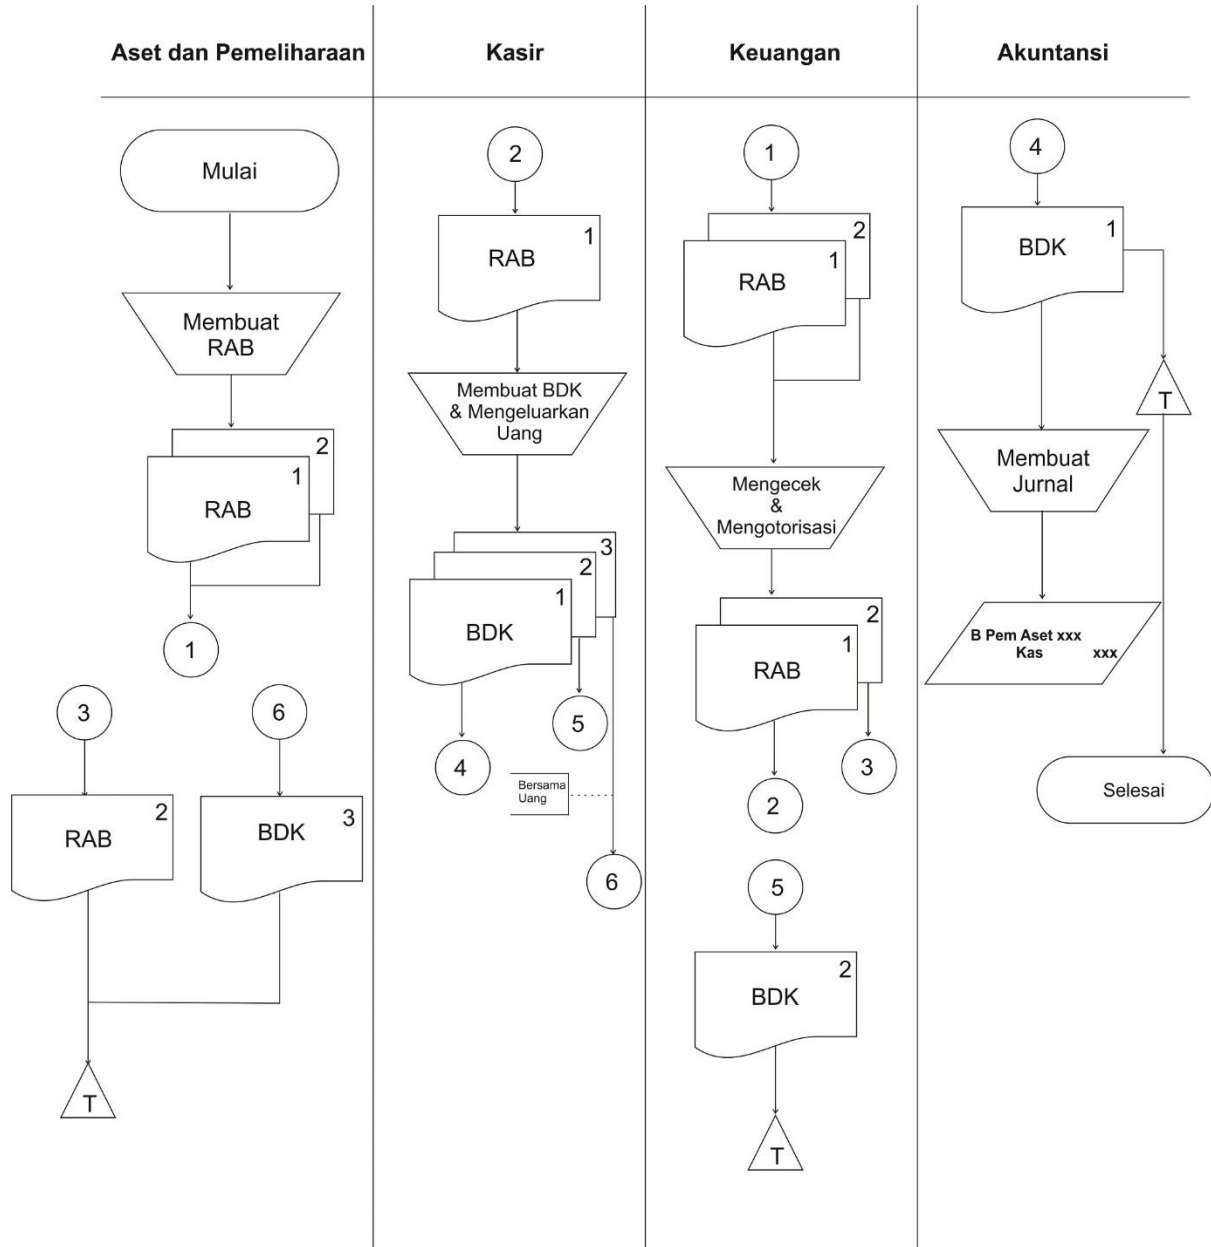 Aset dan Pemeliharaan
Kasir
Keuangan
Akuntansi
Mulai
Membuat
RAB
2
1
RAB
1
3
6
2
RAB
3
BDK
T
2
1
RAB
Membuat BDK
& Mengeluarkan
Uang
3
2
1
BDK
5
4
Bersama
Uang
6
1
2
1
RAB
Mengecek
&
Mengotorisasi
2
1
RAB
3
2
5
2
BDK
T
4
1
BDK
T
Membuat
Jurnal
B Pem Aset xxx
Kas xxx
Selesai